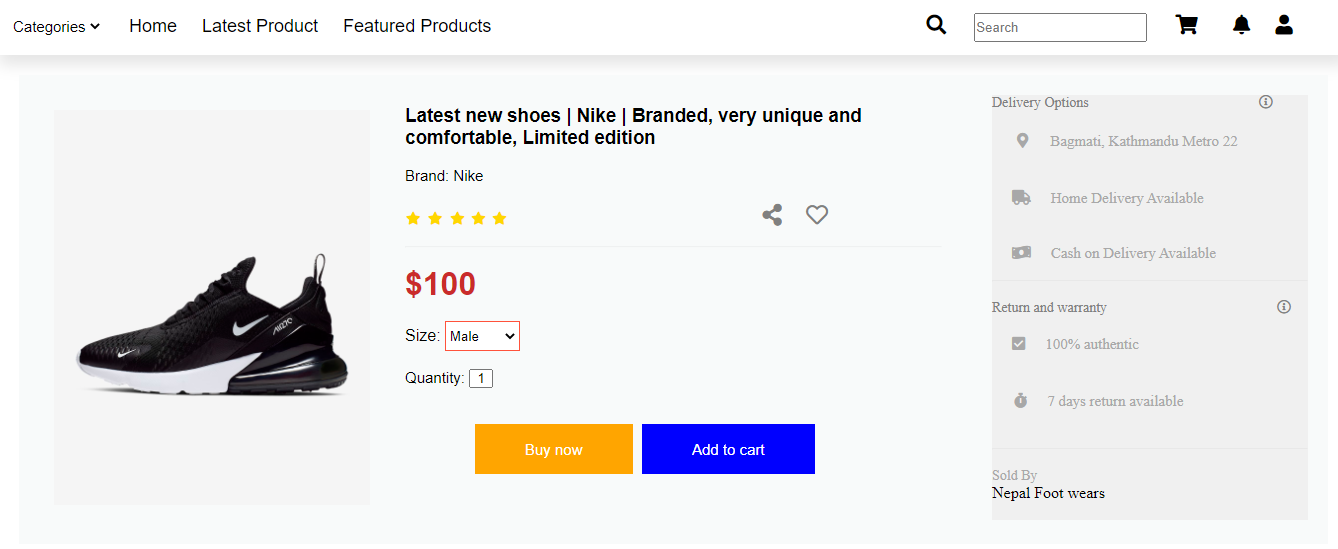 Categories Home Latest Product Featured Products Search
Latest new shoes | Nike | Branded, very unique and
comfortable, Limited edition
Brand: Nike
$100
Size: Male
Quantity: 1
Buy now Add to cart
Delivery Options
Bagmati, Kathmandu Metro 22
Home Delivery Available
Cash on Delivery Available
Return and warranty
100% authentic
7 days return available
Sold By
Nepal Foot wears